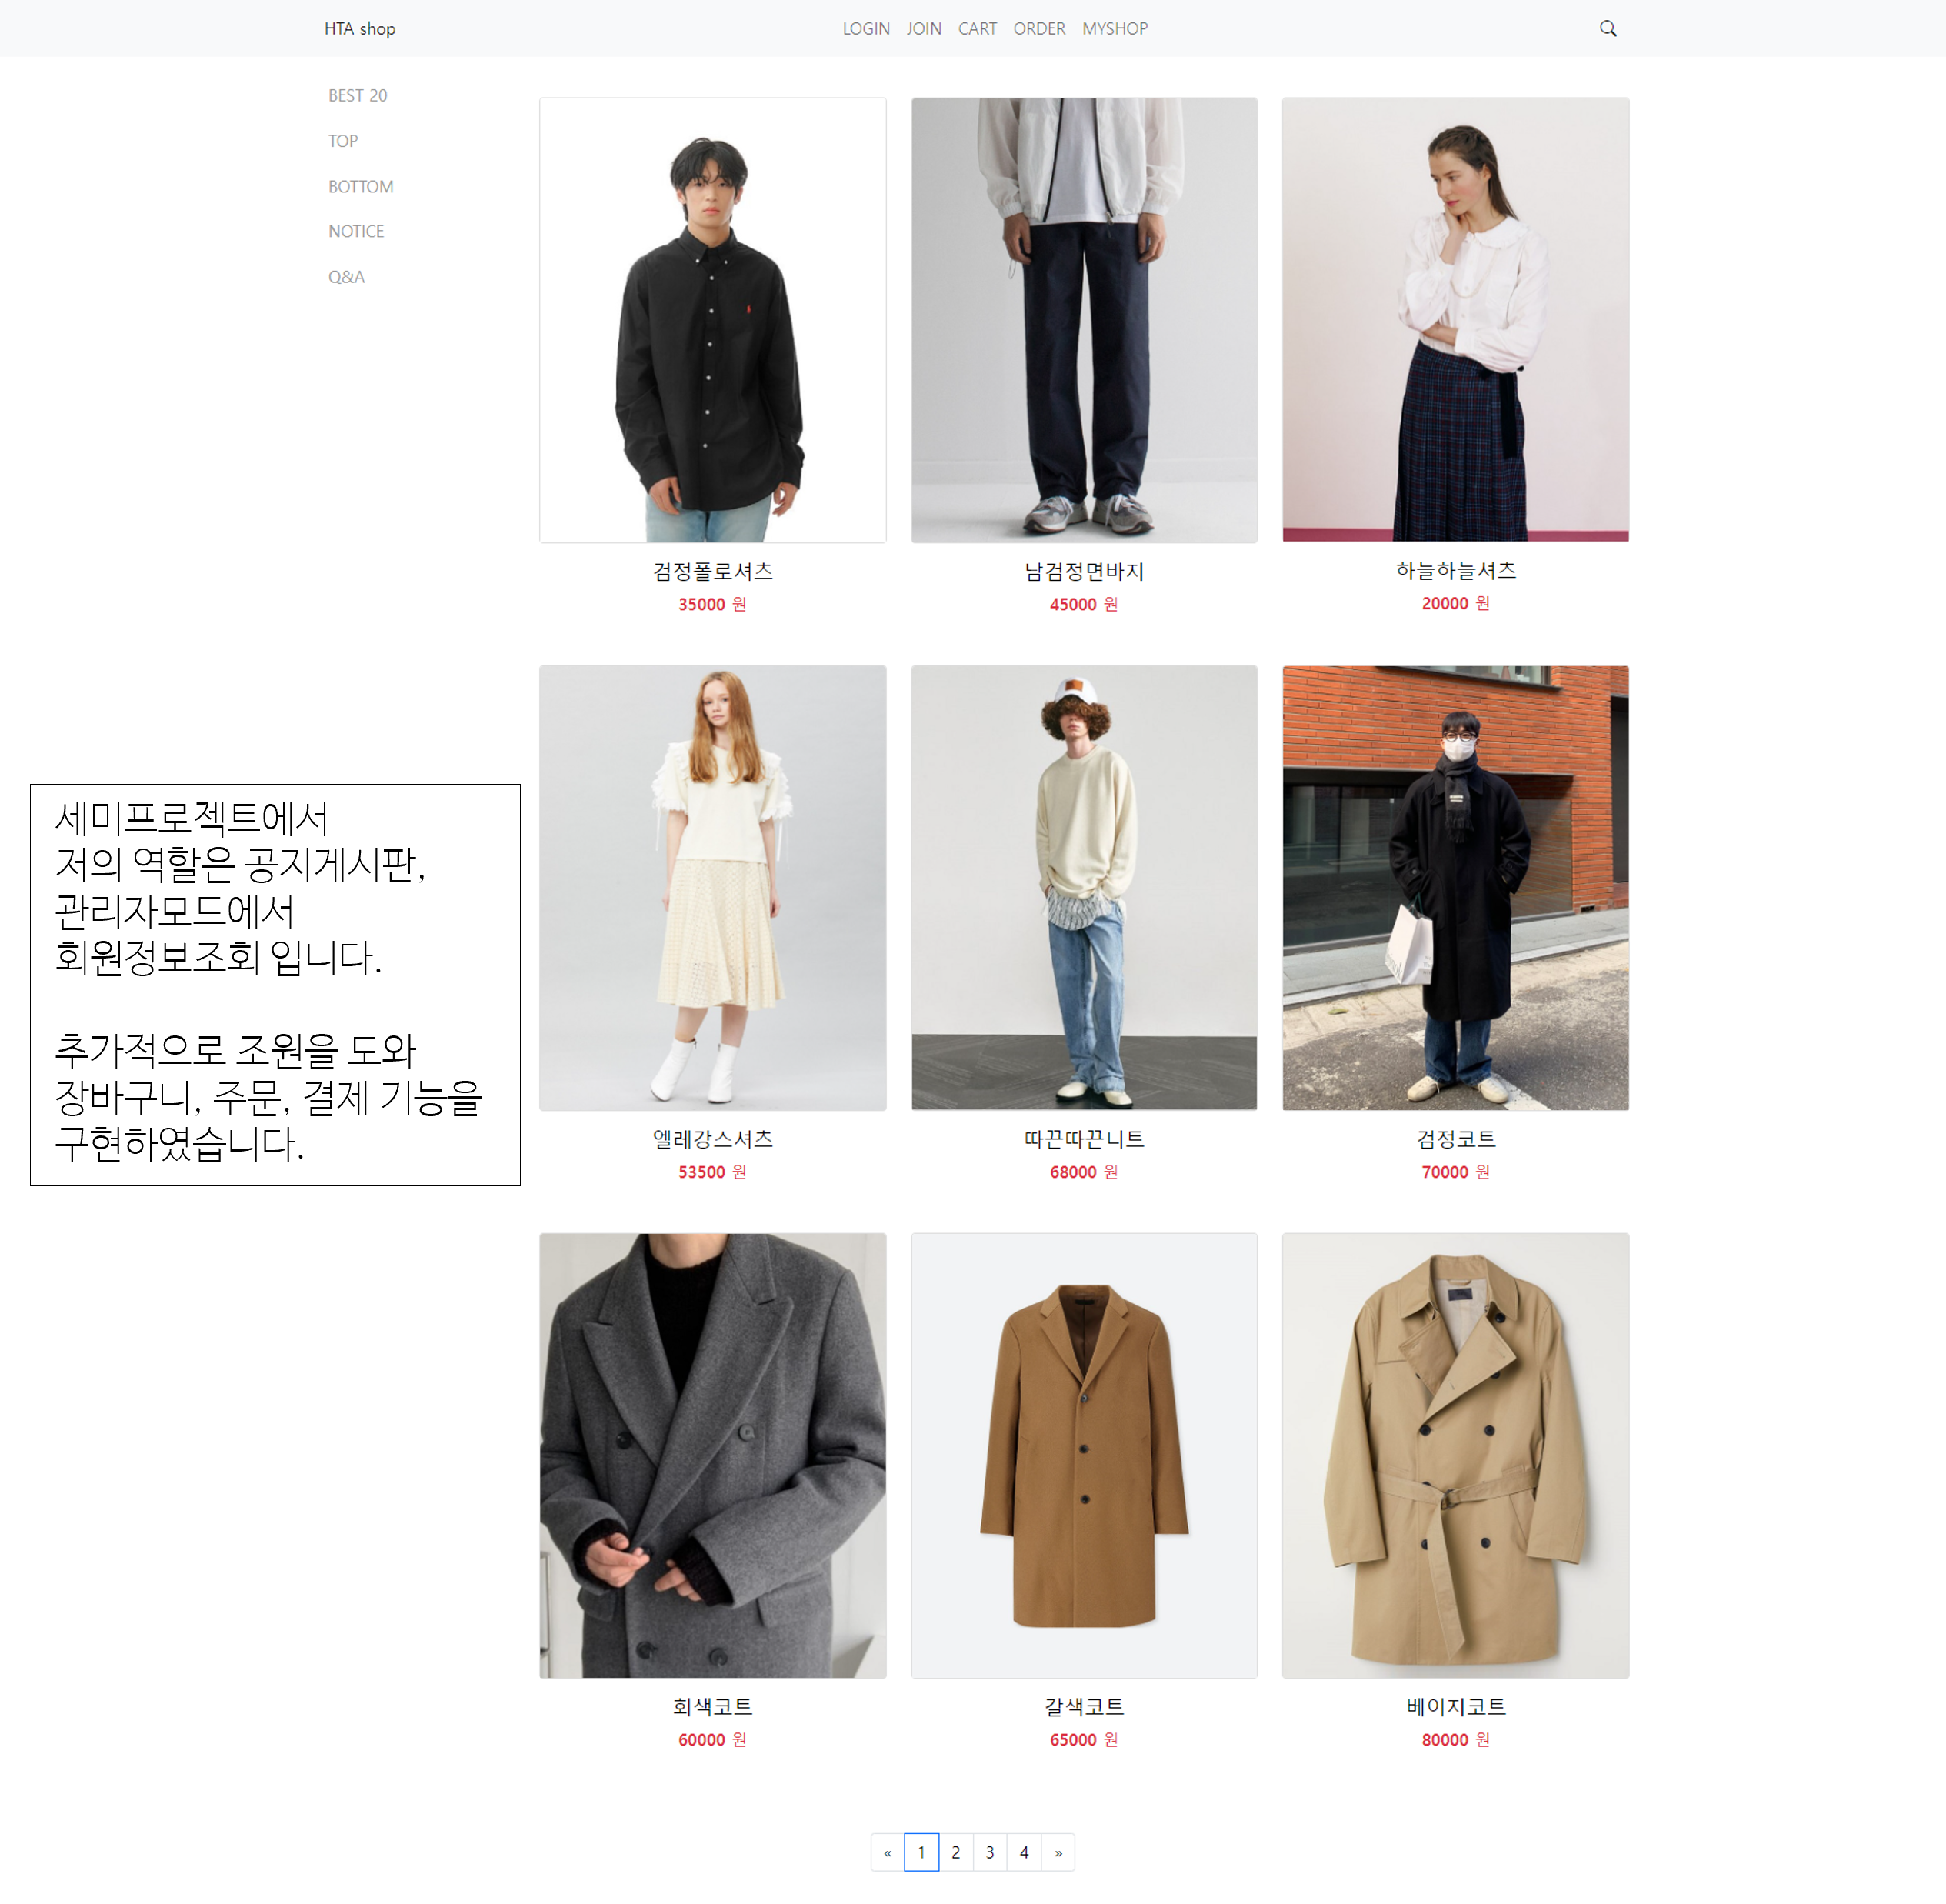 HTA shop
LOGIN JOIN CART ORDER MYSHOP
BEST 20
TOP
BOTTOM
NOTICE
Q&A
검정폴로셔츠
35000 원
남검정면바지
45000 원
하늘하늘셔츠
20000 원
세미프로젝트에서
저의 역할은 공지게시판,
관리자모드에서
회원정보조회 입니다.
추가적으로 조원을 도와
장바구니, 주문, 결제 기능을
구현하였습니다.
엘레강스셔츠
53500 원
따끈따끈니트
68000 원
검정코트
70000 원
회색코트
60000 원
갈색코트
65000 원
베이지코트
80000 원
« 1 2 3 4 »